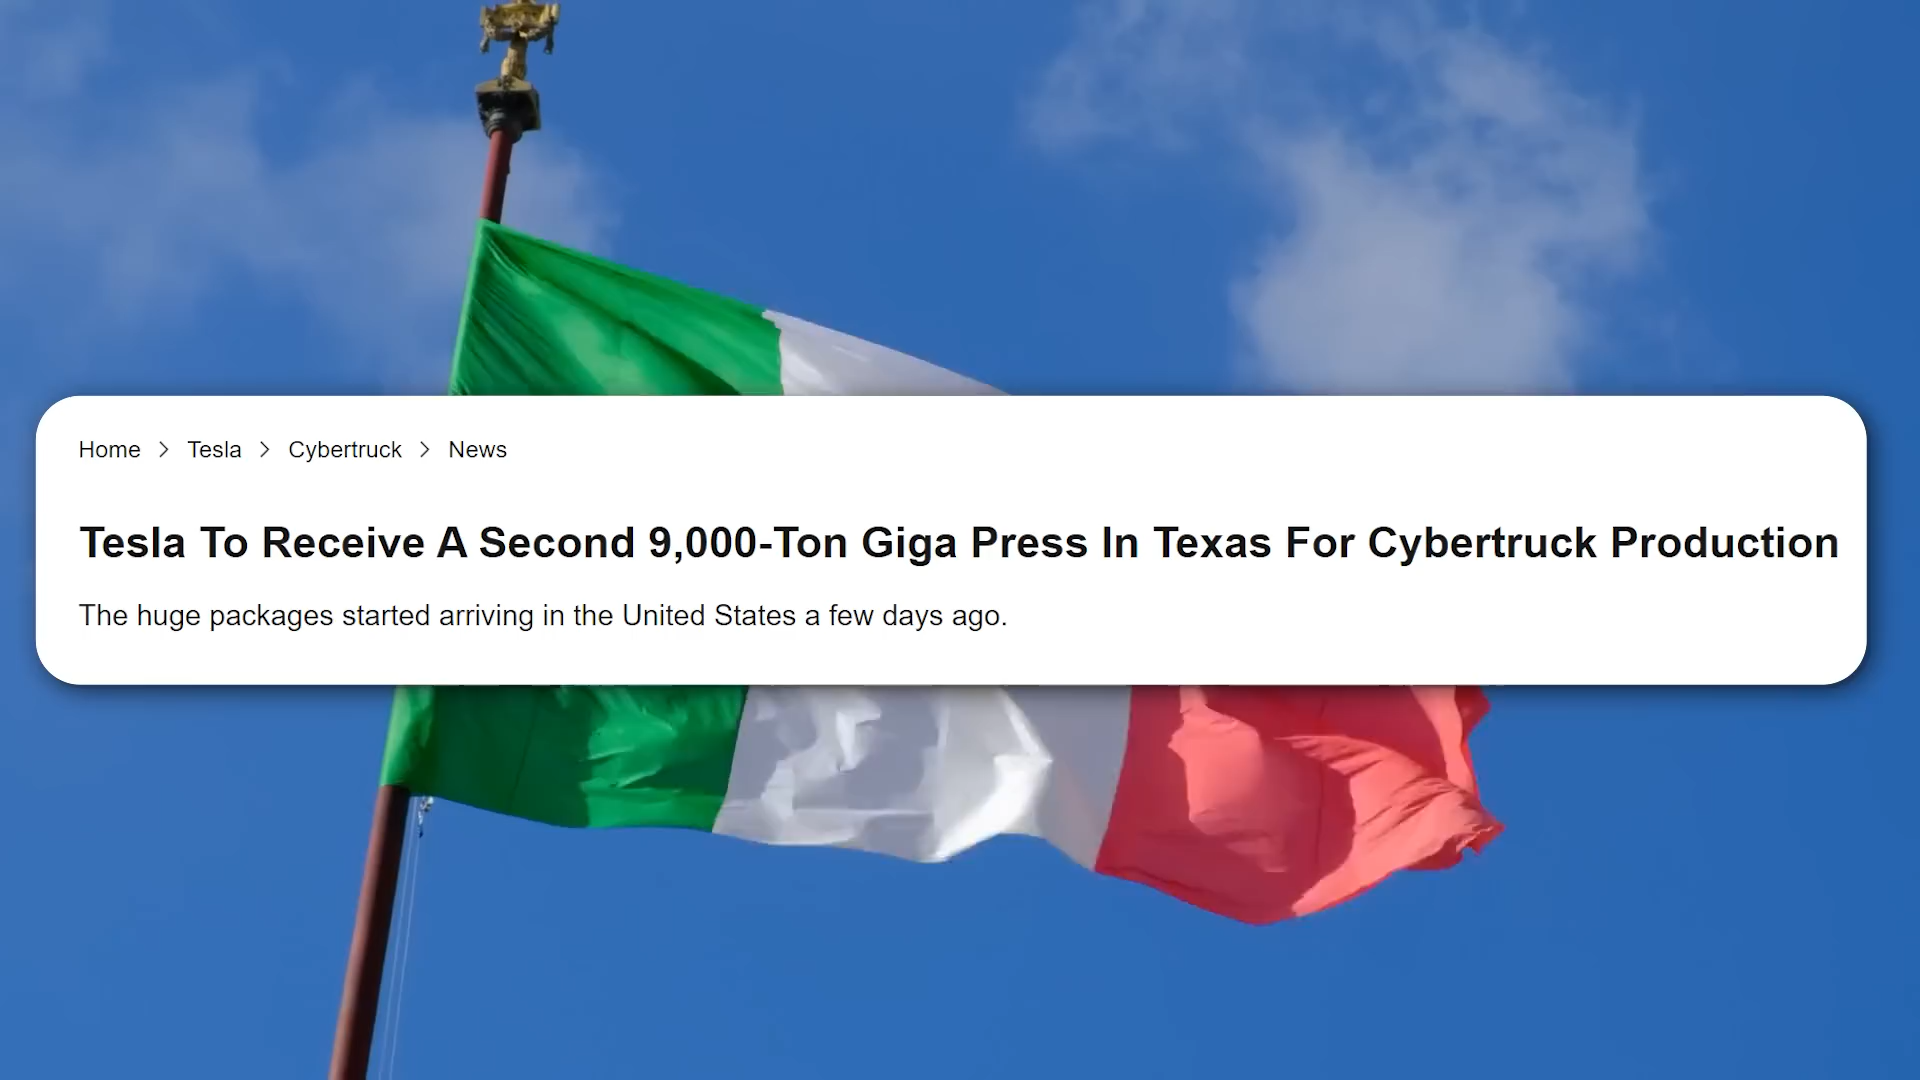 Home > Tesla > Cybertruck > News
Tesla To Receive A Second 9,000-Ton Giga Press In Texas For Cybertruck Production
The huge packages started arriving in the United States a few days ago.